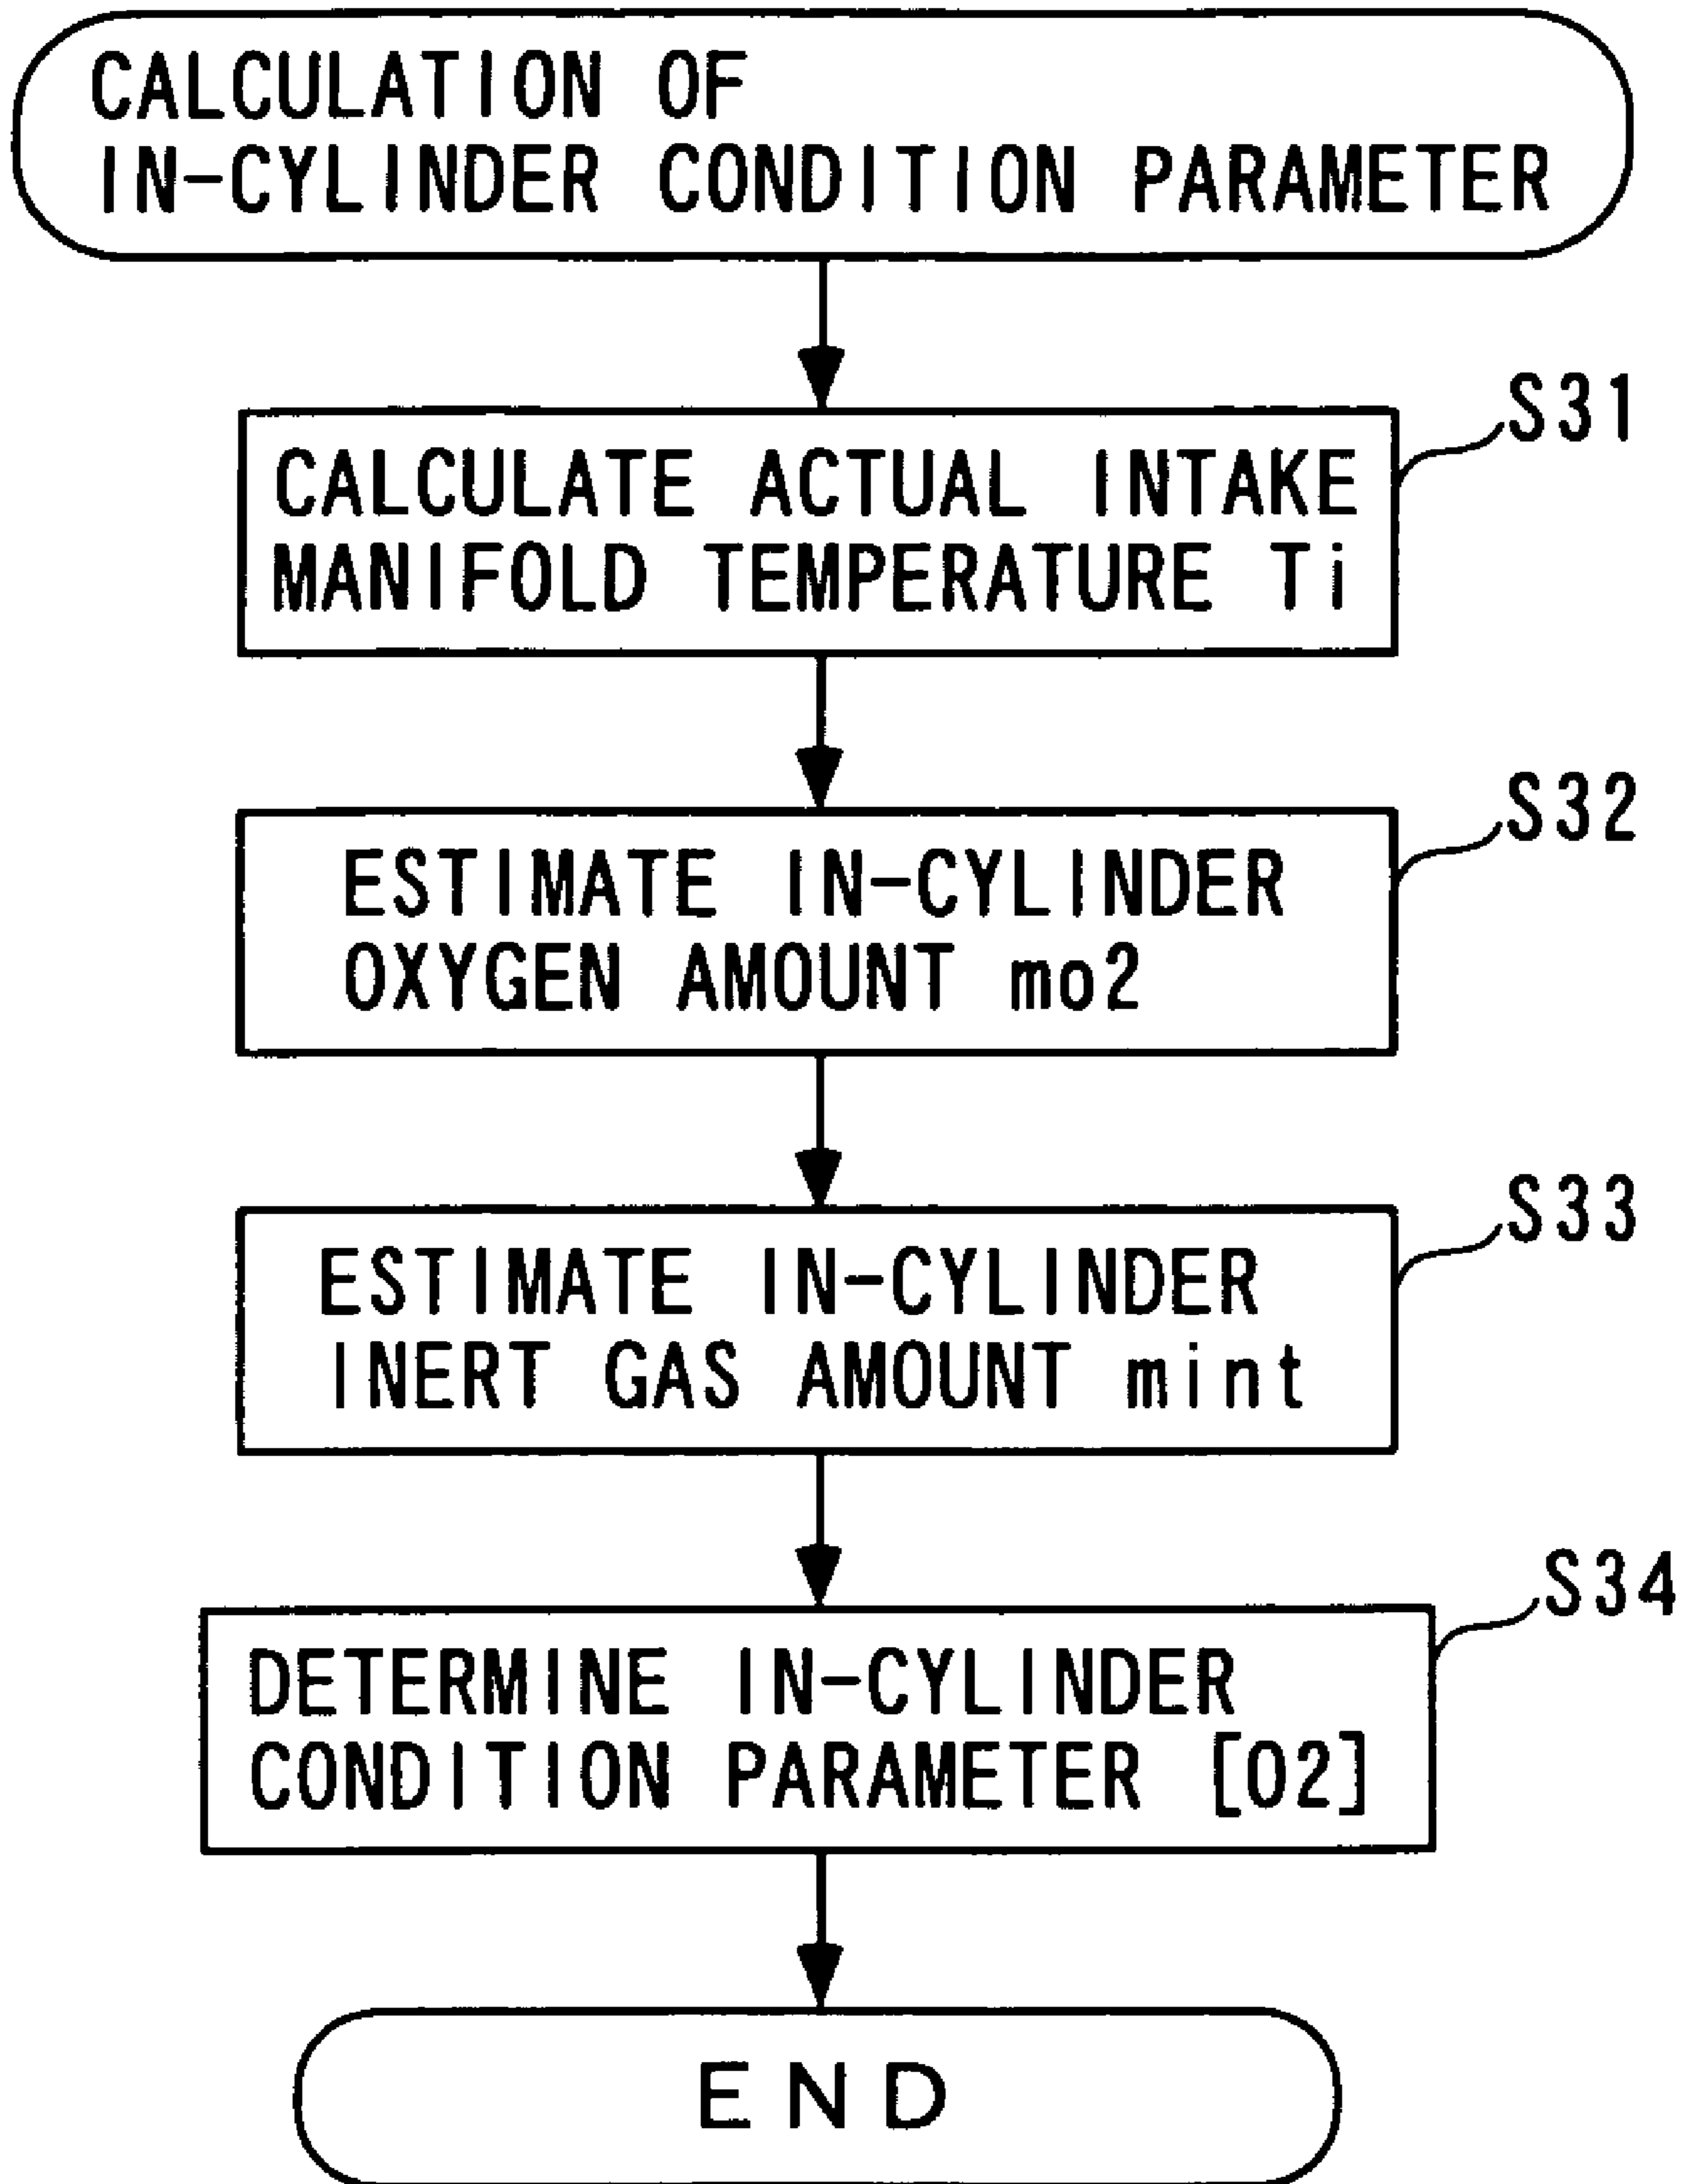 CALCULATION OF
IN-CYLINDER CONDITION PARAMETER
S31
CALCULATE ACTUAL INTAKE
MANIFOLD TEMPERATURE Ti
S32
ESTIMATE IN-CYLINDER
OXYGEN AMOUNT mo2
S33
ESTIMATE IN-CYLINDER
INERT GAS AMOUNT mint
S34
DETERMINE IN-CYLINDER
CONDITION PARAMETER [O2]
END